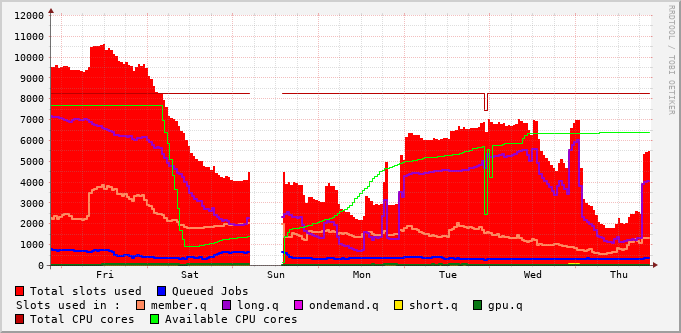 12000
11000
10000
9000
8000
7000
6000
5000
4000
3000
2000
1000
0
Fri Sat Sun Mon Tue Wed Thu
RRDTOOL / TOBI OETIKER
Total slots used Queued Jobs
Slots used in : member.q long.q ondemand.q short.q gpu.q
Total CPU cores Available CPU cores